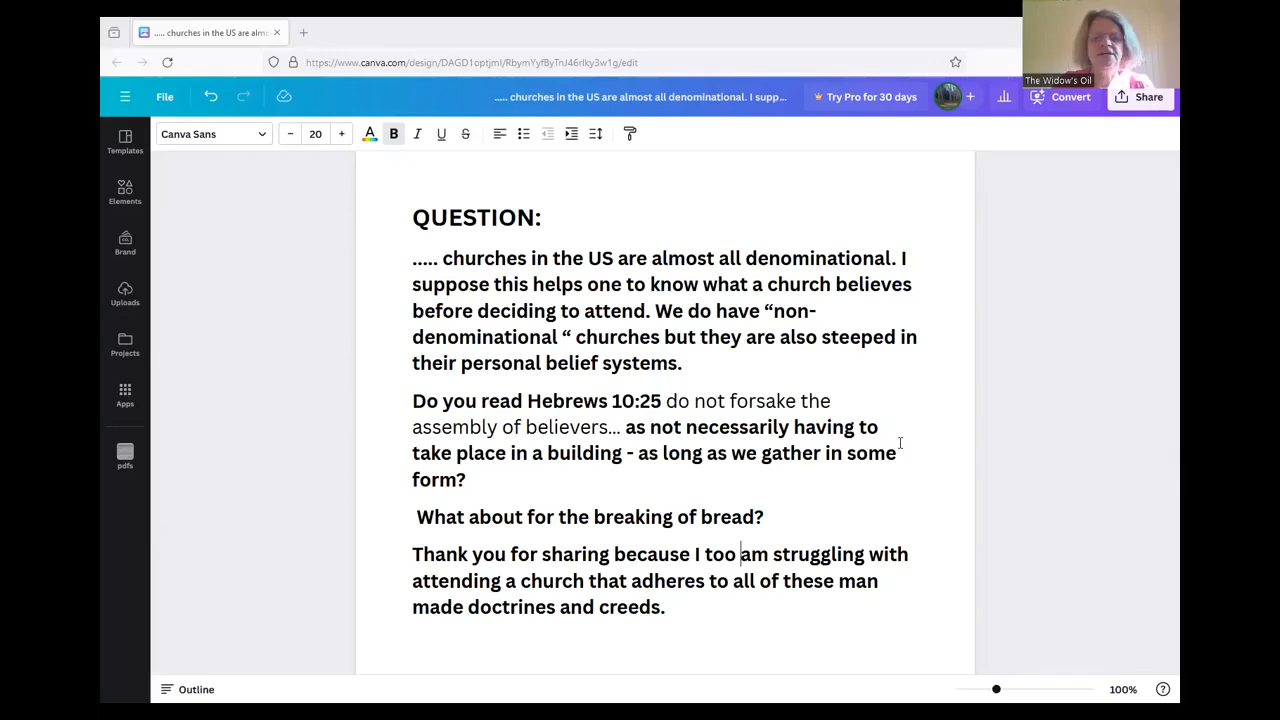 ..... churches in the US are almo
https://www.canva.com/design/DAGD1optjmI/RbymYyfByTnJ46rlky3w1g/edit
The Widow's Oil
File
..... churches in the US are almost all denominational. I supp...
Try Pro for 30 days
Convert
Share
Canva Sans
20
A
B
I
U
S
Templates
Elements
Brand
Uploads
Projects
Apps
pdfs
QUESTION:
..... churches in the US are almost all denominational. I
suppose this helps one to know what a church believes
before deciding to attend. We do have “non-
denominational “ churches but they are also steeped in
their personal belief systems.
Do you read Hebrews 10:25 do not forsake the
assembly of believers... as not necessarily having to
take place in a building - as long as we gather in some
form?
What about for the breaking of bread?
Thank you for sharing because I too am struggling with
attending a church that adheres to all of these man
made doctrines and creeds.
Outline
100%